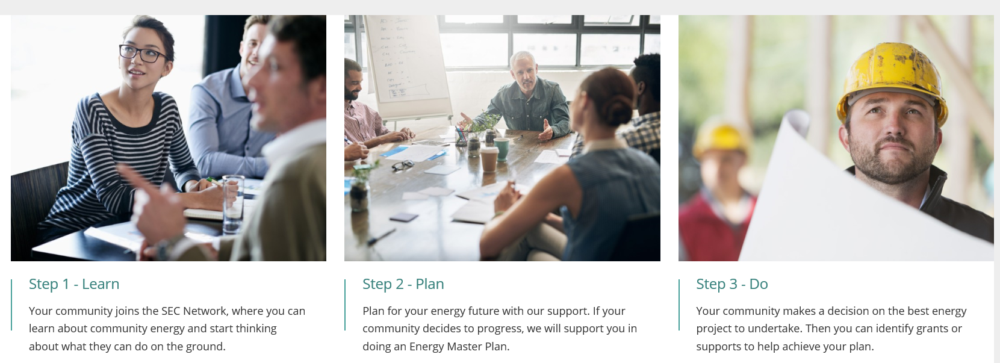 Step 1 - Learn
Your community joins the SEC Network, where you can
learn about community energy and start thinking
about what they can do on the ground.
Step 2 - Plan
Plan for your energy future with our support. If your
community decides to progress, we will support you in
doing an Energy Master Plan.
Step 3 - Do
Your community makes a decision on the best energy
project to undertake. Then you can identify grants or
supports to help achieve your plan.